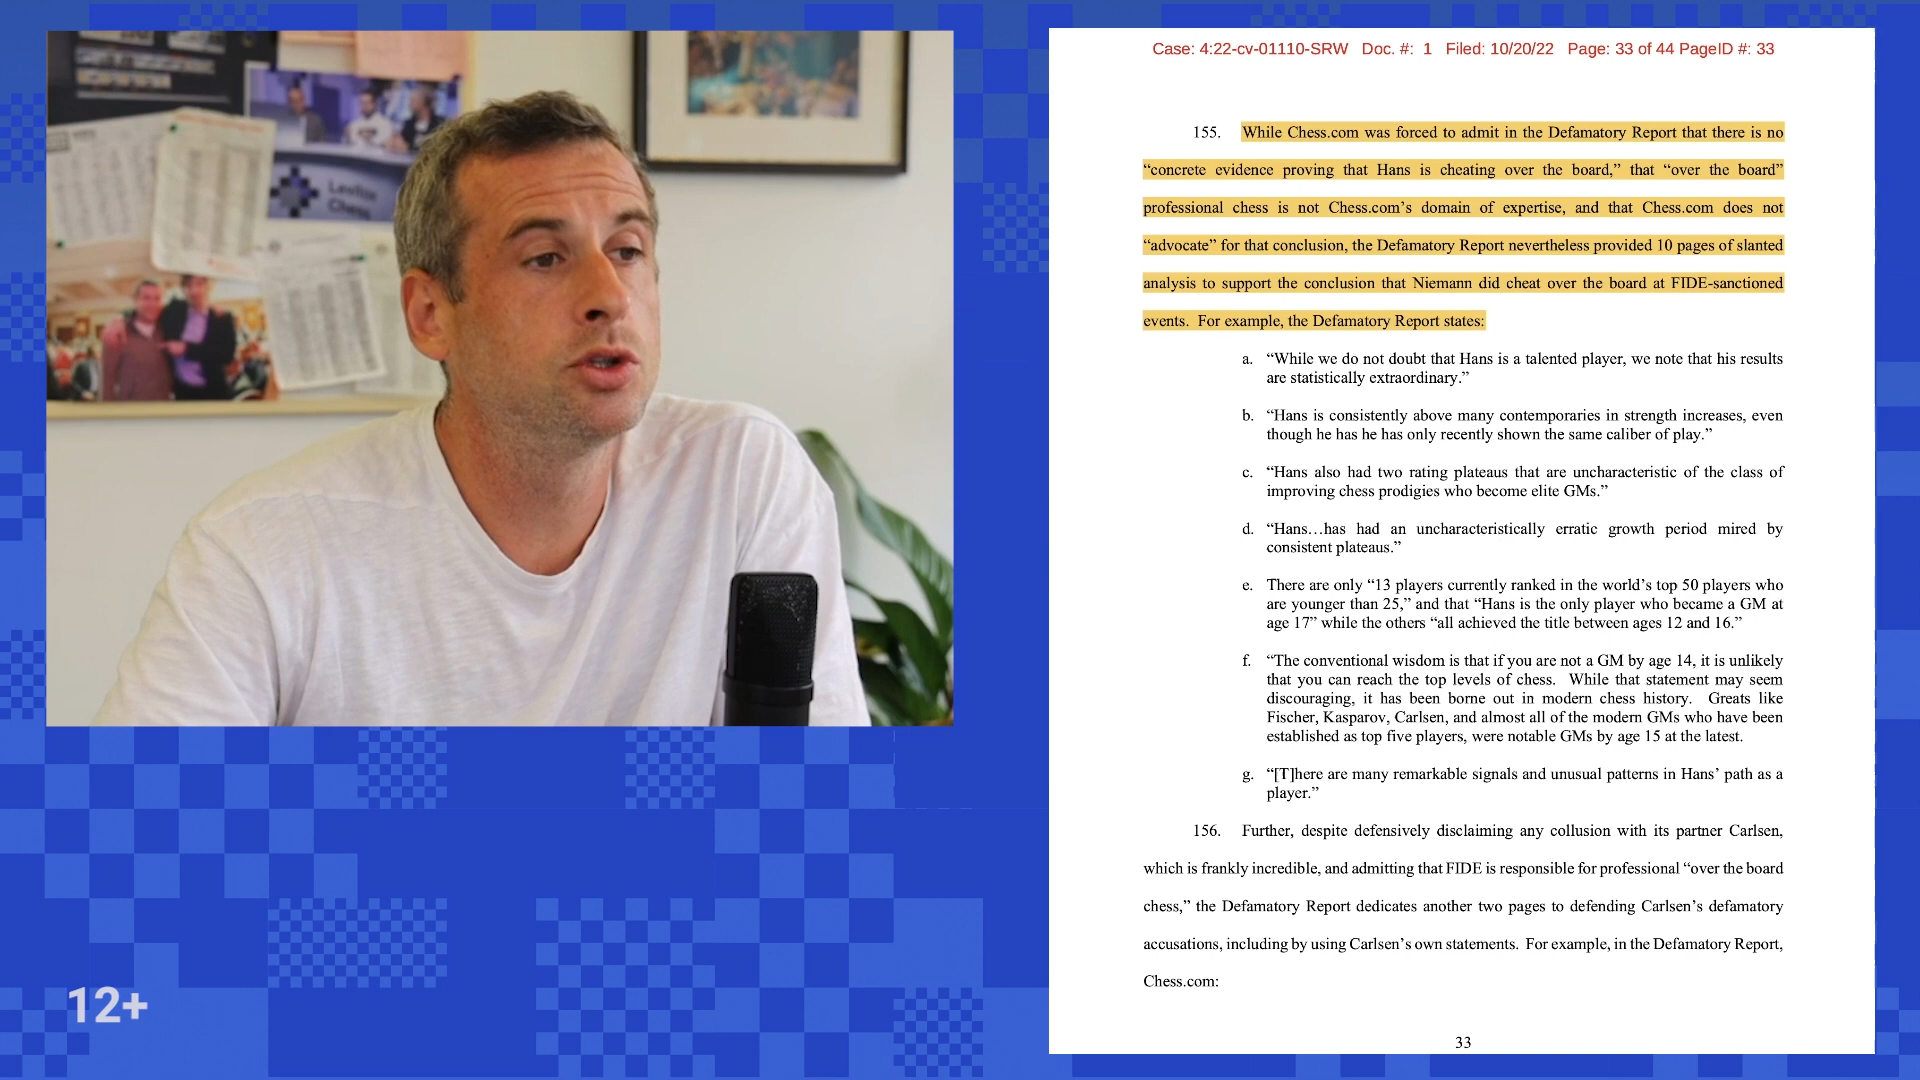 Levitov
Chess
12+
Case: 4:22-cv-01110-SRW Doc. #: 1 Filed: 10/20/22 Page: 33 of 44 PageID #: 33
155. While Chess.com was forced to admit in the Defamatory Report that there is no
“concrete evidence proving that Hans is cheating over the board,” that “over the board”
professional chess is not Chess.com’s domain of expertise, and that Chess.com does not
“advocate” for that conclusion, the Defamatory Report nevertheless provided 10 pages of slanted
analysis to support the conclusion that Niemann did cheat over the board at FIDE-sanctioned
events. For example, the Defamatory Report states:
a. “While we do not doubt that Hans is a talented player, we note that his results
are statistically extraordinary.”
b. “Hans is consistently above many contemporaries in strength increases, even
though he has he has only recently shown the same caliber of play.”
c. “Hans also had two rating plateaus that are uncharacteristic of the class of
improving chess prodigies who become elite GMs.”
d. “Hans…has had an uncharacteristically erratic growth period mired by
consistent plateaus.”
e. There are only “13 players currently ranked in the world’s top 50 players who
are younger than 25,” and that “Hans is the only player who became a GM at
age 17” while the others “all achieved the title between ages 12 and 16.”
f. “The conventional wisdom is that if you are not a GM by age 14, it is unlikely
that you can reach the top levels of chess. While that statement may seem
discouraging, it has been borne out in modern chess history. Greats like
Fischer, Kasparov, Carlsen, and almost all of the modern GMs who have been
established as top five players, were notable GMs by age 15 at the latest.
g. “[T]here are many remarkable signals and unusual patterns in Hans’ path as a
player.”
156. Further, despite defensively disclaiming any collusion with its partner Carlsen,
which is frankly incredible, and admitting that FIDE is responsible for professional “over the board
chess,” the Defamatory Report dedicates another two pages to defending Carlsen’s defamatory
accusations, including by using Carlsen’s own statements. For example, in the Defamatory Report,
Chess.com:
33